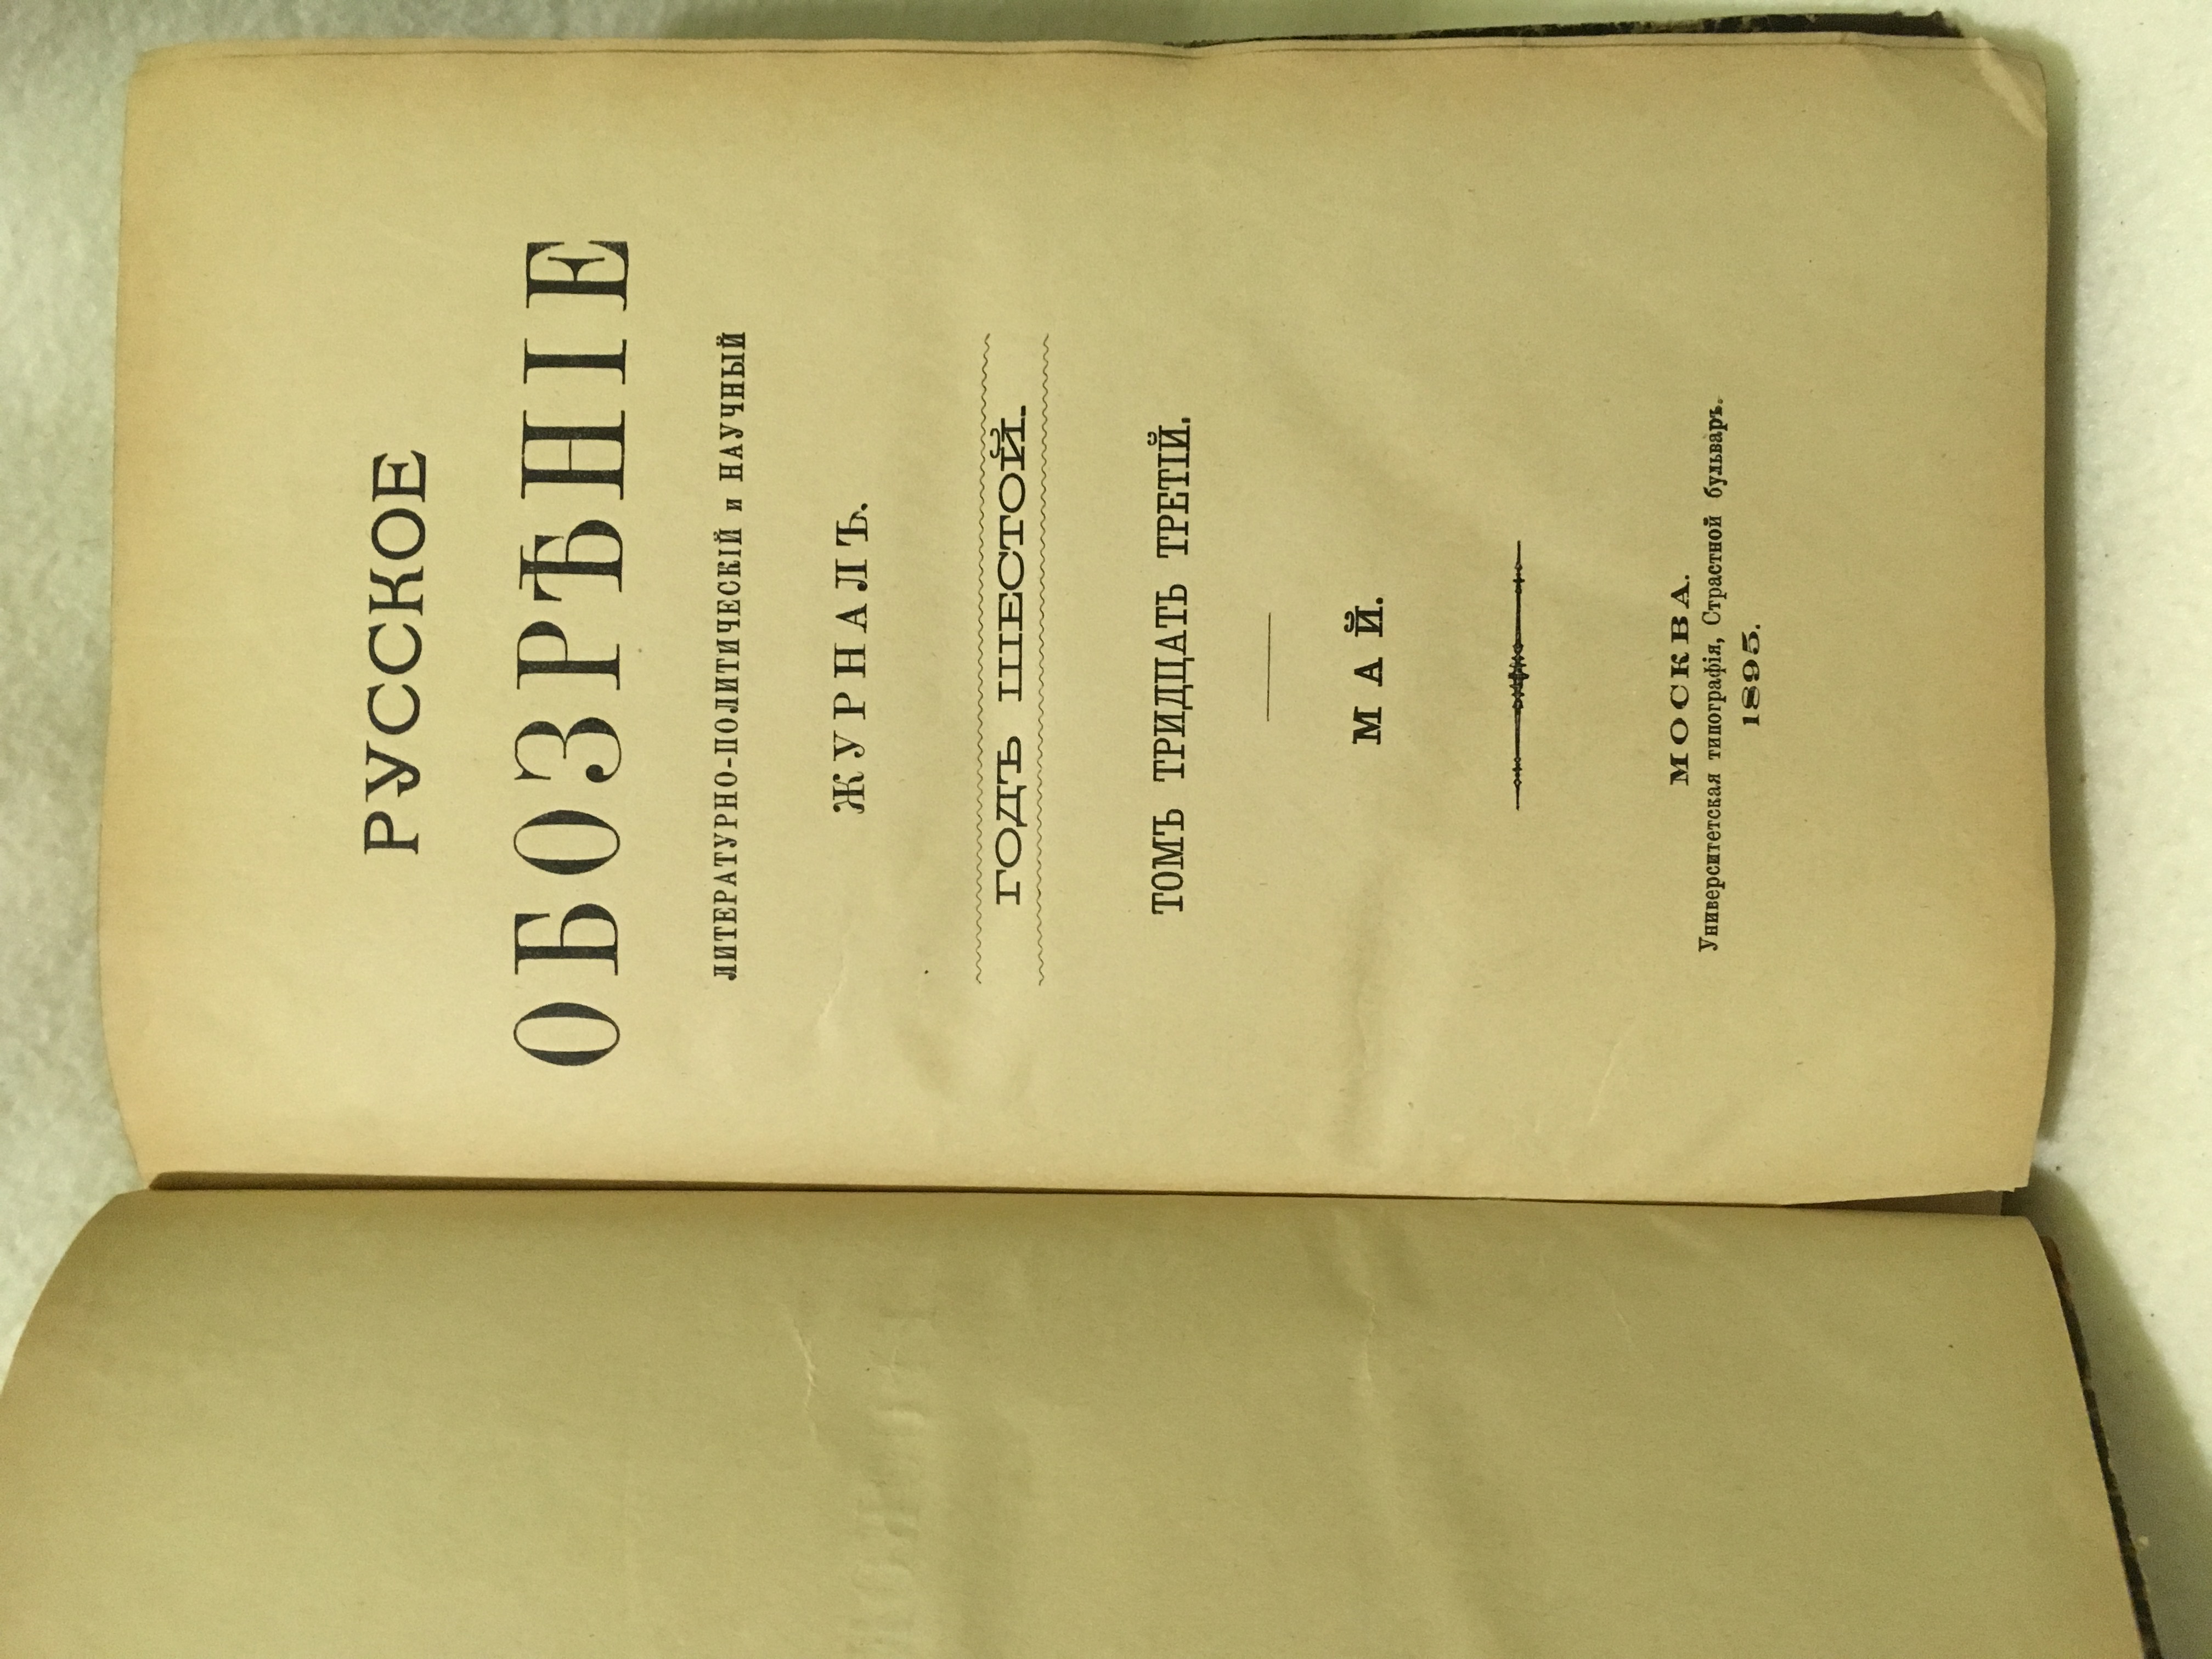 РУССКОЕ
ОБОЗРѢНІЕ
ЛИТЕРАТУРНО-ПОЛИТИЧЕСКІЙ и НАУЧНЫЙ
ЖУРНАЛЪ.
ГОДЪ ШЕСТОЙ.
ТОМЪ ТРИДЦАТЬ ТРЕТІЙ.
МАЙ.
МОСКВА.
Университетская типографія, Страстной бульваръ.
1895.